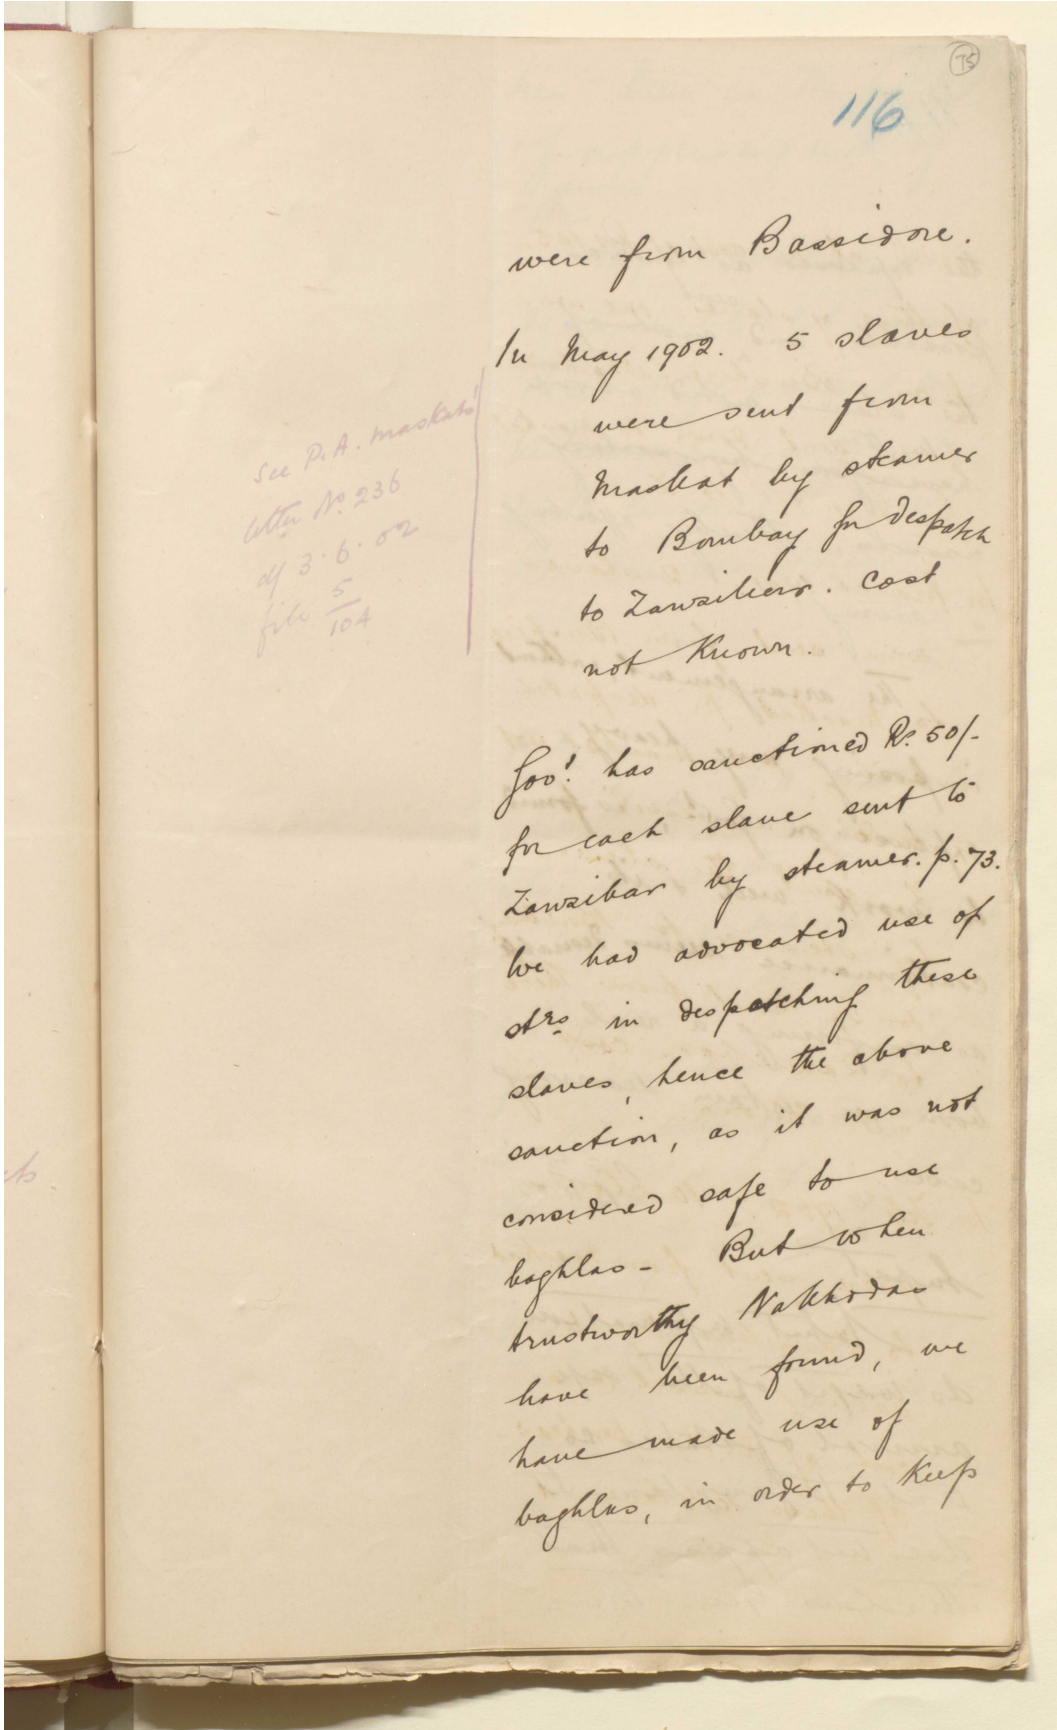 75
116
were from Bassidore.
In May 1902. 5 slaves
were sent from
Maskat by steamer
to Bombay for despatch
to Zanzibar. Cost
not Known.
See P.A. Maskat's
letter No. 236
of 3.6.02
file 5/104
Govt. has sanctioned Rs. 50/-
for each slave sent to
Zanzibar by steamer. p. 73.
We had advocated use of
strs in despatching these
slaves, hence the above
sanction, as it was not
considered safe to use
baghlas - But when
trustworthy Nakhodas
have been found, we
have made use of
baghlas, in order to Keep